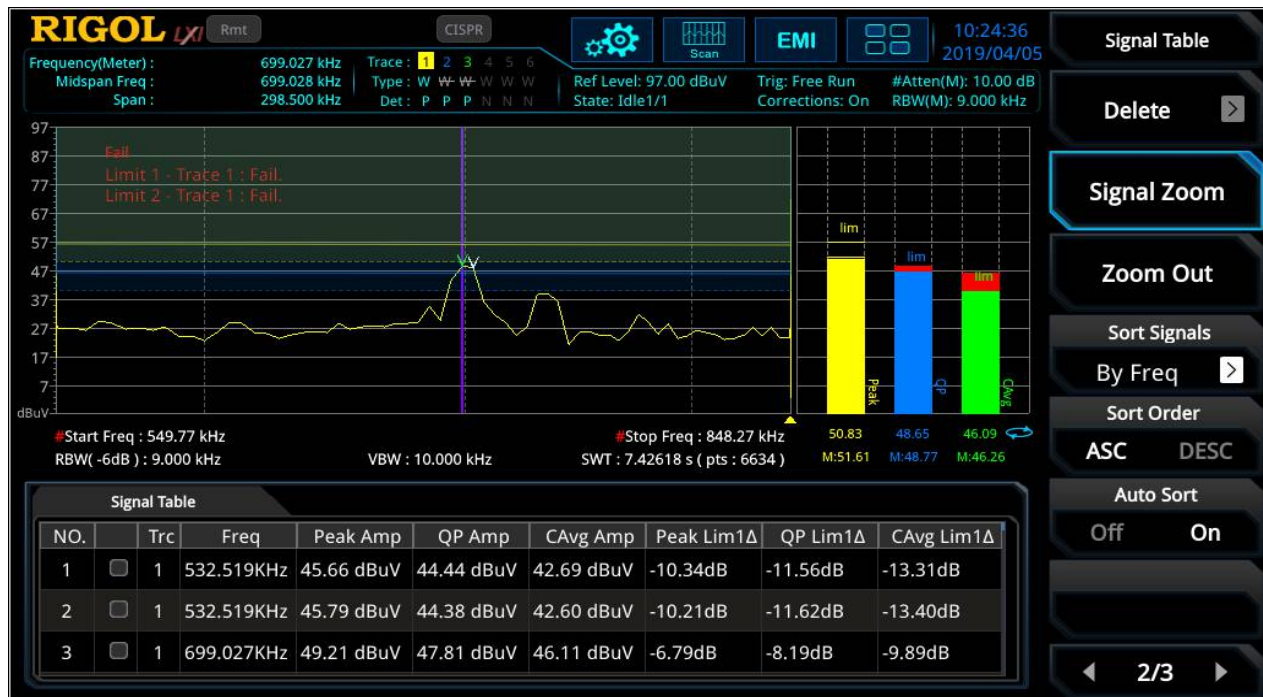 RIGOL LXI Rmt CISPR Scan EMI 10:24:36
2019/04/05
Frequency(Meter) : 699.027 kHz Trace : 1 2 3 4 5 6
Midspan Freq : 699.028 kHz Type : W W W W W W Ref Level: 97.00 dBuV Trig: Free Run #Atten(M): 10.00 dB
Span : 298.500 kHz Det : P P P N N N State: Idle1/1 Corrections: On RBW(M): 9.000 kHz
97
87
77
67
57
47
37
27
17
7
dBuV
Fail
Limit 1 - Trace 1 : Fail.
Limit 2 - Trace 1 : Fail.
lim
lim
lim
Peak
QP
CAvg
#Start Freq : 549.77 kHz #Stop Freq : 848.27 kHz 50.83 48.65 46.09
RBW( -6dB ) : 9.000 kHz VBW : 10.000 kHz SWT : 7.42618 s ( pts : 6634 ) M:51.61 M:48.77 M:46.26
Signal Table
NO. Trc Freq Peak Amp QP Amp CAvg Amp Peak Lim1Δ QP Lim1Δ CAvg Lim1Δ
1 1 532.519KHz 45.66 dBuV 44.44 dBuV 42.69 dBuV -10.34dB -11.56dB -13.31dB
2 1 532.519KHz 45.79 dBuV 44.38 dBuV 42.60 dBuV -10.21dB -11.62dB -13.40dB
3 1 699.027KHz 49.21 dBuV 47.81 dBuV 46.11 dBuV -6.79dB -8.19dB -9.89dB
Signal Table
Delete >
Signal Zoom
Zoom Out
Sort Signals
By Freq >
Sort Order
ASC DESC
Auto Sort
Off On
2/3